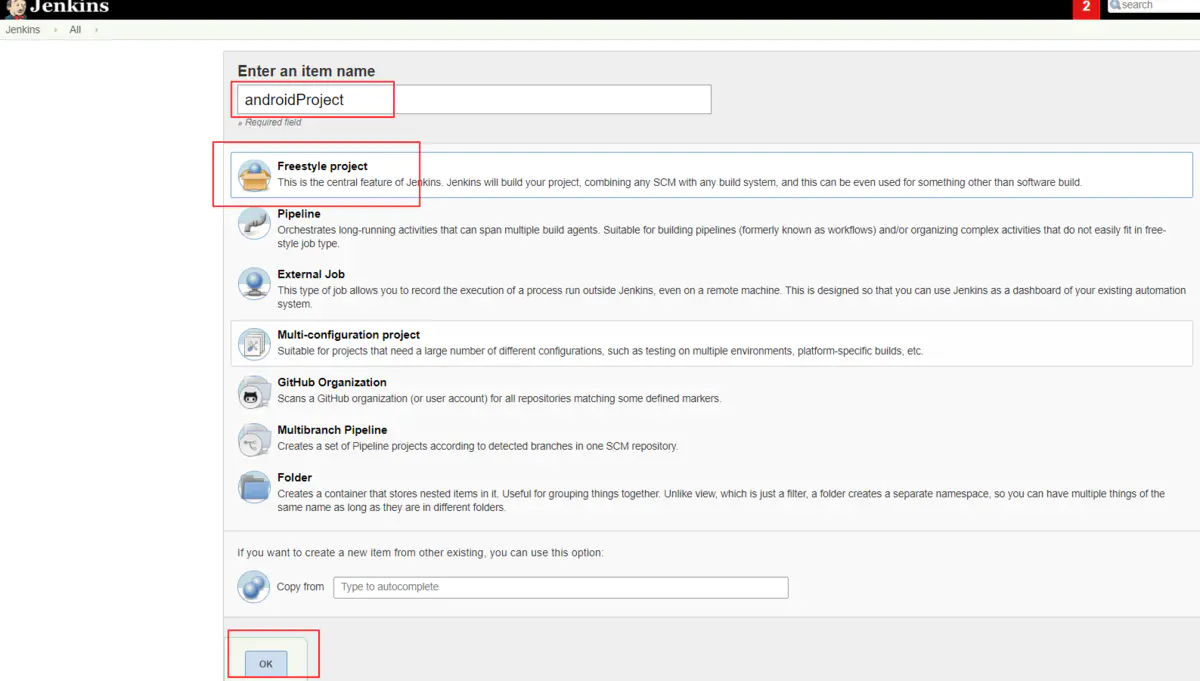 Jenkins
2
search
Jenkins › All ›
Enter an item name
androidProject
» Required field
Freestyle project
This is the central feature of Jenkins. Jenkins will build your project, combining any SCM with any build system, and this can be even used for something other than software build.
Pipeline
Orchestrates long-running activities that can span multiple build agents. Suitable for building pipelines (formerly known as workflows) and/or organizing complex activities that do not easily fit in free-
style job type.
External Job
This type of job allows you to record the execution of a process run outside Jenkins, even on a remote machine. This is designed so that you can use Jenkins as a dashboard of your existing automation
system.
Multi-configuration project
Suitable for projects that need a large number of different configurations, such as testing on multiple environments, platform-specific builds, etc.
GitHub Organization
Scans a GitHub organization (or user account) for all repositories matching some defined markers.
Multibranch Pipeline
Creates a set of Pipeline projects according to detected branches in one SCM repository.
Folder
Creates a container that stores nested items in it. Useful for grouping things together. Unlike view, which is just a filter, a folder creates a separate namespace, so you can have multiple things of the
same name as long as they are in different folders.
If you want to create a new item from other existing, you can use this option:
Copy from
Type to autocomplete
OK